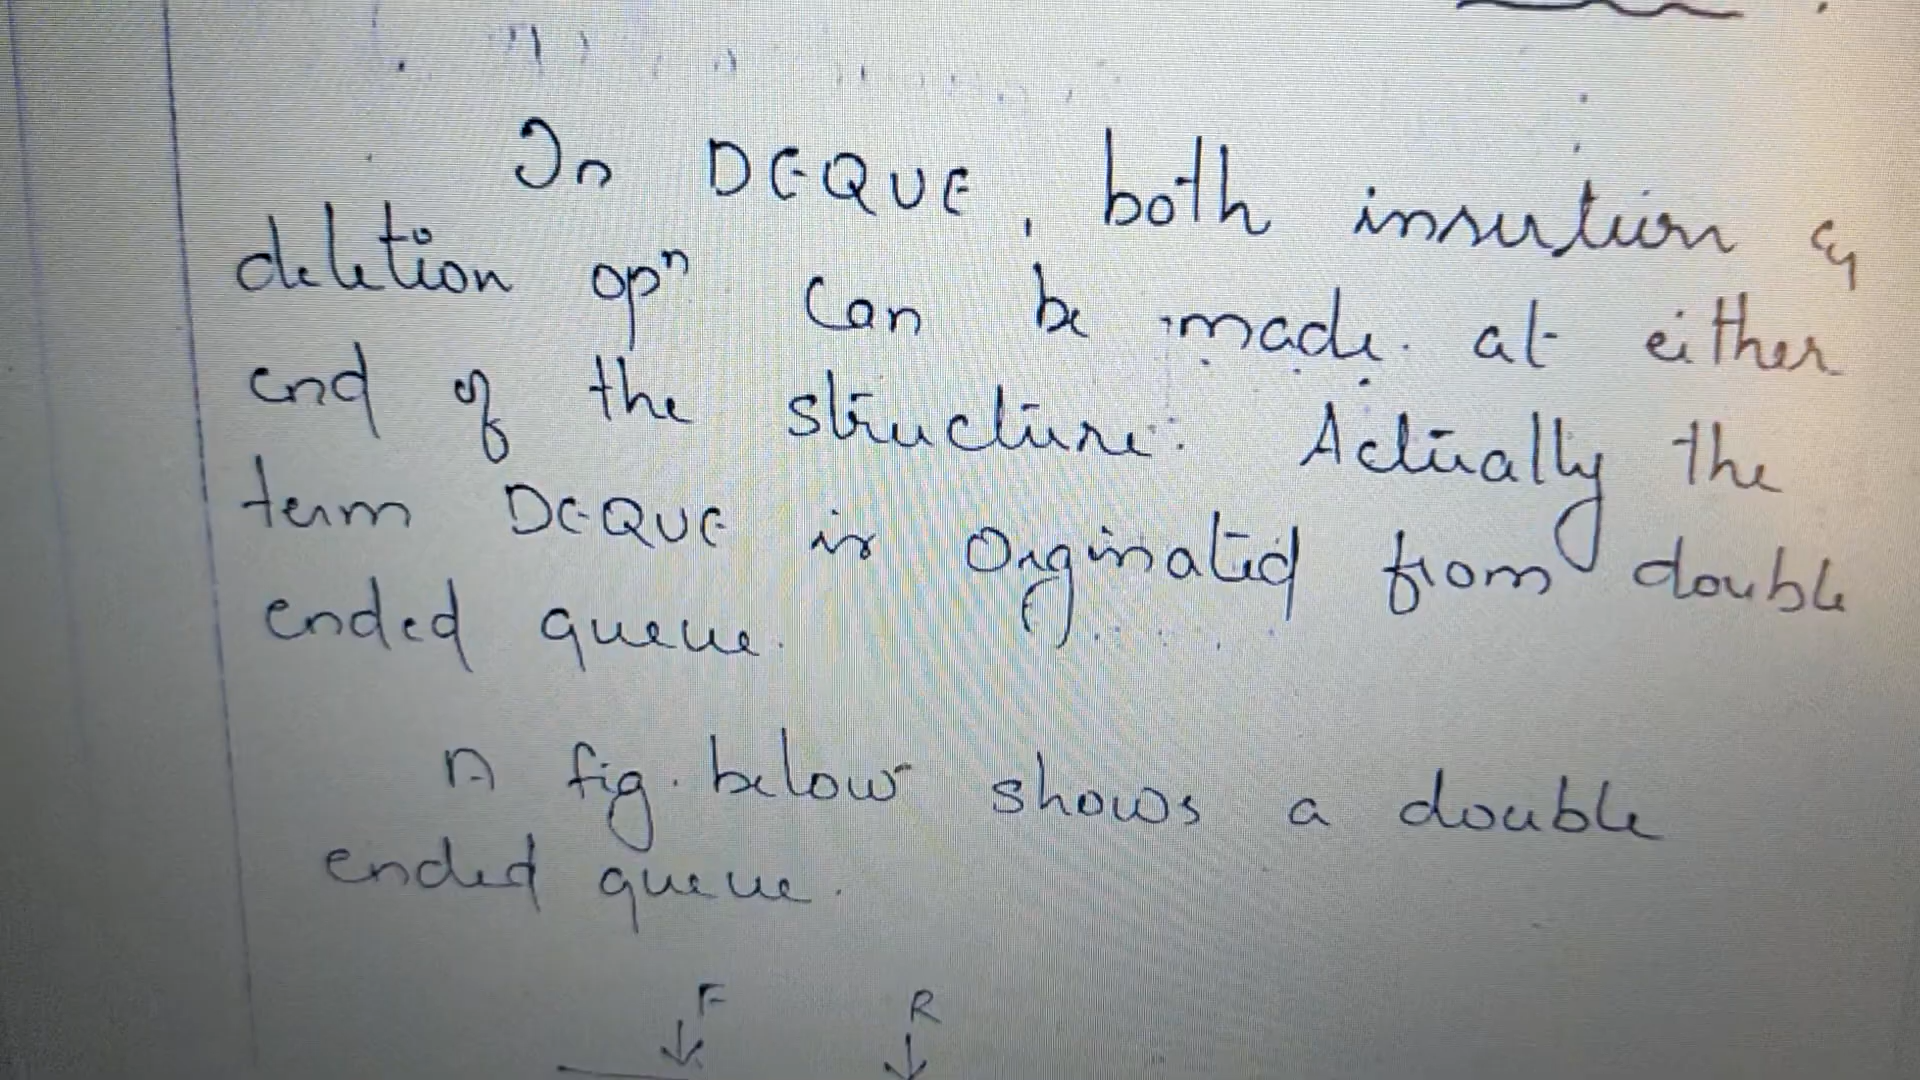 In DEQUE, both insertion &
deletion opⁿ can be made at either
end of the structure. Actually the
term DEQUE is orginated from double
ended queue.
A fig. below shows a double
ended queue.
F R